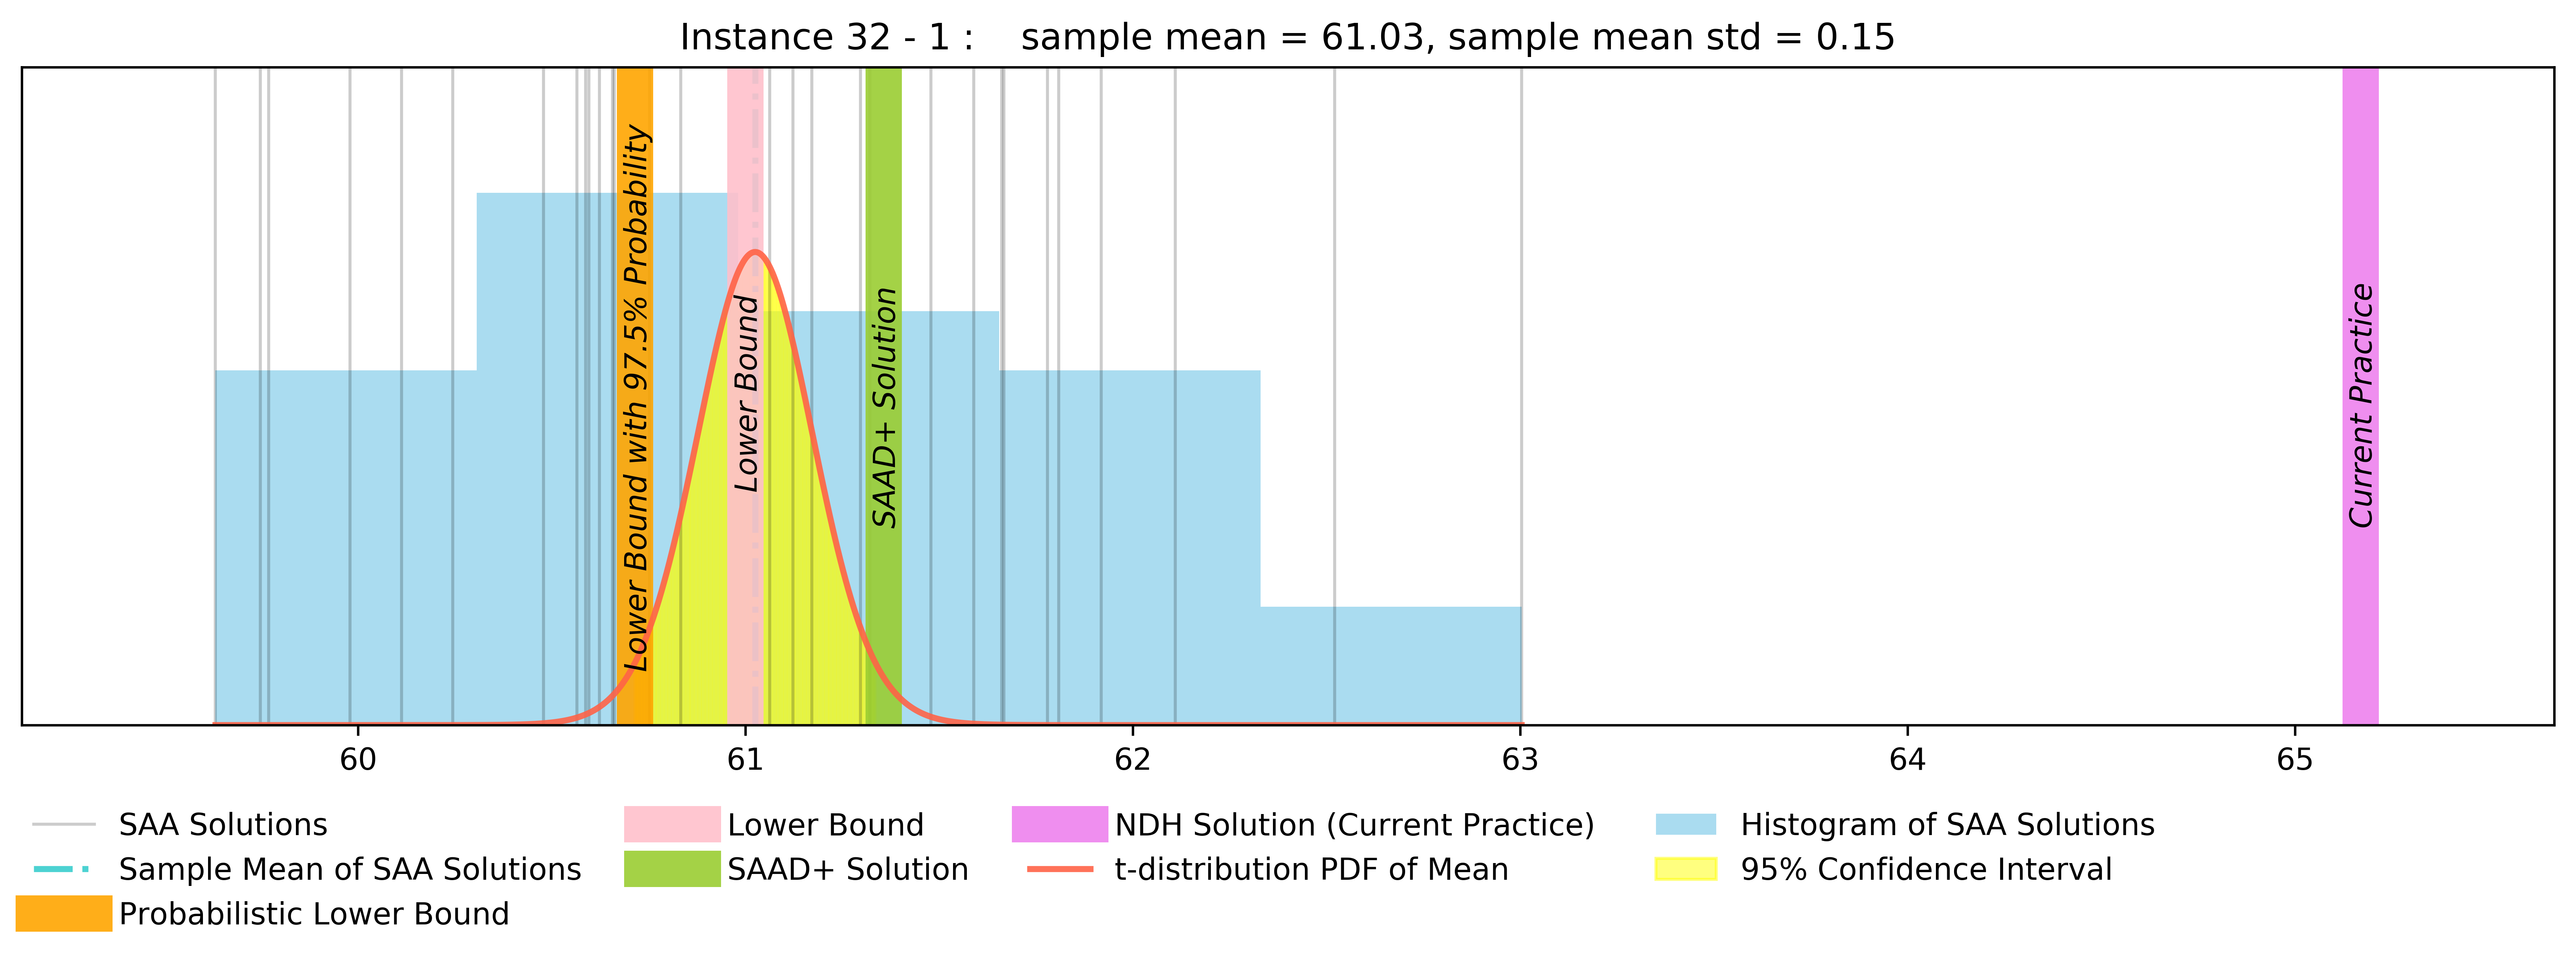 Instance 32 - 1 :    sample mean = 61.03, sample mean std = 0.15
Lower Bound with 97.5% Probability
Lower Bound
SAAD+ Solution
Current Practice
60
61
62
63
64
65
SAA Solutions
Sample Mean of SAA Solutions
Probabilistic Lower Bound
Lower Bound
SAAD+ Solution
NDH Solution (Current Practice)
t-distribution PDF of Mean
Histogram of SAA Solutions
95% Confidence Interval